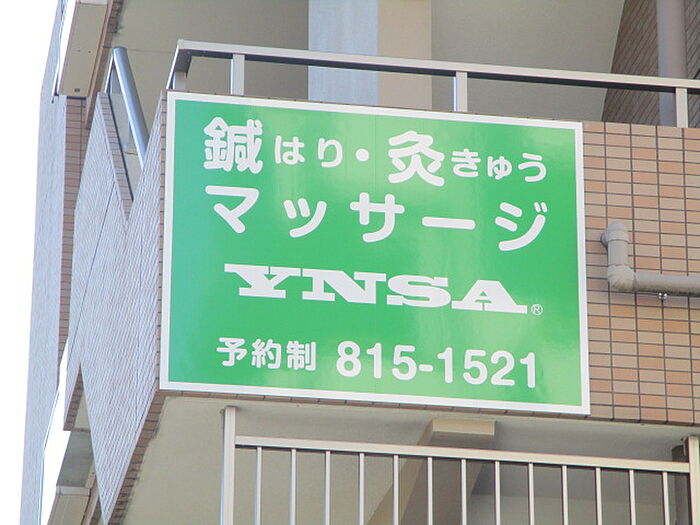 鍼はり・灸きゅう
マッサージ
YNSA®
予約制 815-1521